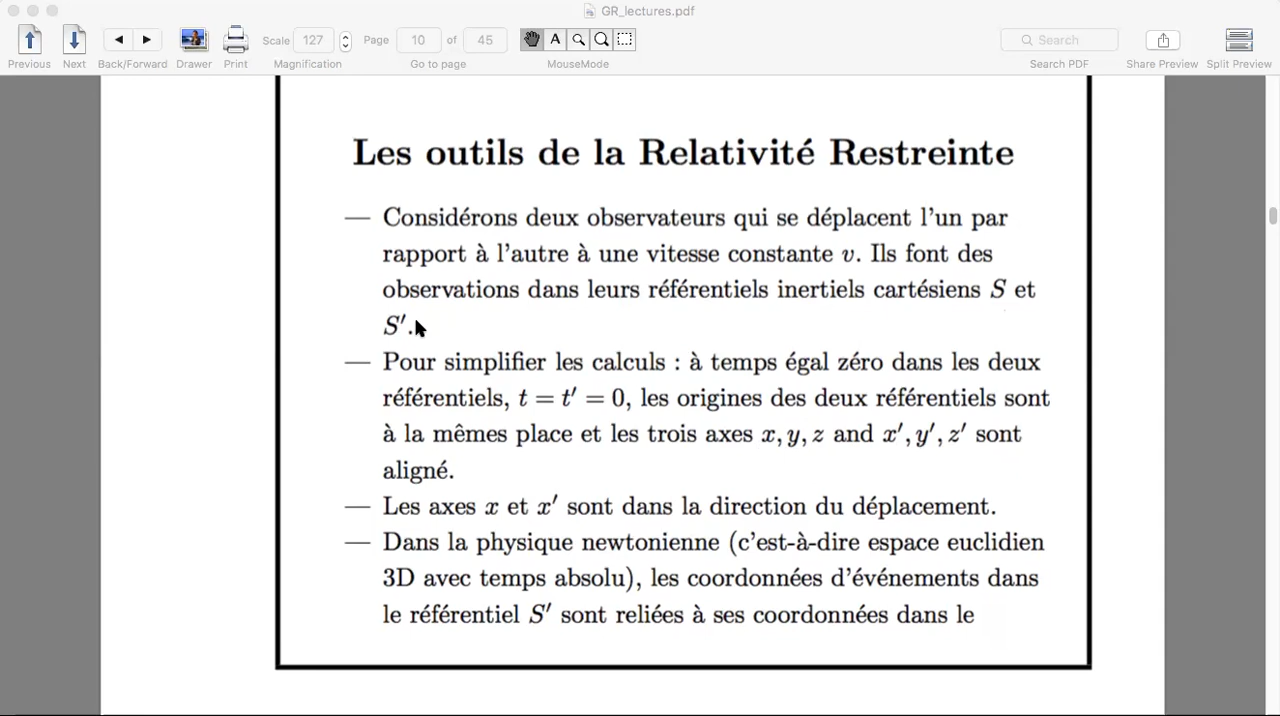 GR_lectures.pdf
Previous Next Back/Forward Drawer Print Scale 127 Magnification Page 10 of 45 Go to page A MouseMode Search Search PDF Share Preview Split Preview
Les outils de la Relativité Restreinte
— Considérons deux observateurs qui se déplacent l'un par
rapport à l'autre à une vitesse constante v. Ils font des
observations dans leurs référentiels inertiels cartésiens S et
S′.
— Pour simplifier les calculs : à temps égal zéro dans les deux
référentiels, t = t′ = 0, les origines des deux référentiels sont
à la mêmes place et les trois axes x, y, z and x′, y′, z′ sont
aligné.
— Les axes x et x′ sont dans la direction du déplacement.
— Dans la physique newtonienne (c'est-à-dire espace euclidien
3D avec temps absolu), les coordonnées d'événements dans
le référentiel S′ sont reliées à ses coordonnées dans le